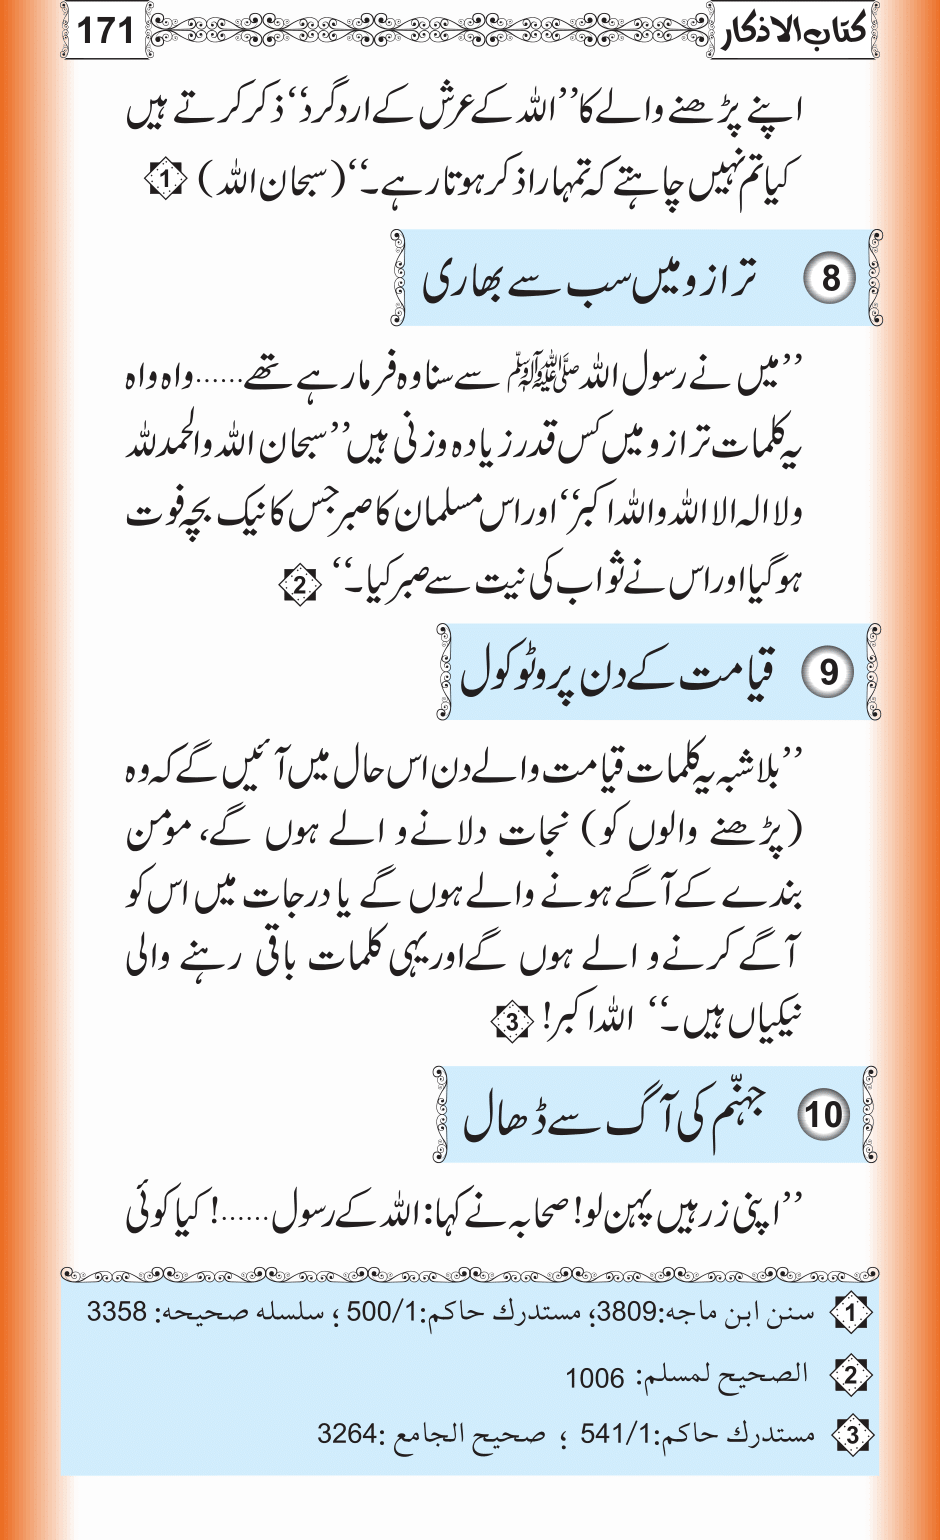 171 کتاب الاذکار
اپنے پڑھنے والے کا ’’اللہ کے عرش کے اردگرد‘‘ ذکر کرتے ہیں
کیا تم نہیں چاہتے کہ تمہارا ذکر ہوتا رہے۔‘‘ (سبحان اللہ) 1
8 ترازو میں سب سے بھاری
’’میں نے رسول اللہ ﷺ سے سنا وہ فرما رہے تھے......واہ واہ
یہ کلمات ترازو میں کس قدر زیادہ وزنی ہیں ’’سبحان اللہ والحمدللہ
ولا الہ الا اللہ واللہ اکبر‘‘ اور اس مسلمان کا صبر جس کا نیک بچہ فوت
ہو گیا اور اس نے ثواب کی نیت سے صبر کیا۔‘‘ 2
9 قیامت کے دن پروٹوکول
’’بلاشبہ یہ کلمات قیامت والے دن اس حال میں آئیں گے کہ وہ
(پڑھنے والوں کو) نجات دلانے والے ہوں گے، مومن
بندے کے آگے ہونے والے ہوں گے یا درجات میں اس کو
آگے کرنے والے ہوں گے اور یہی کلمات باقی رہنے والی
نیکیاں ہیں۔‘‘ اللہ اکبر! 3
10 جہنّم کی آگ سے ڈھال
’’اپنی زرہیں پہن لو! صحابہ نے کہا: اللہ کے رسول......! کیا کوئی
1 سنن ابن ماجه:3809؛ مستدرك حاكم:500/1 ؛ سلسله صحيحه: 3358
2 الصحيح لمسلم: 1006
3 مستدرك حاكم:541/1 ؛ صحيح الجامع :3264